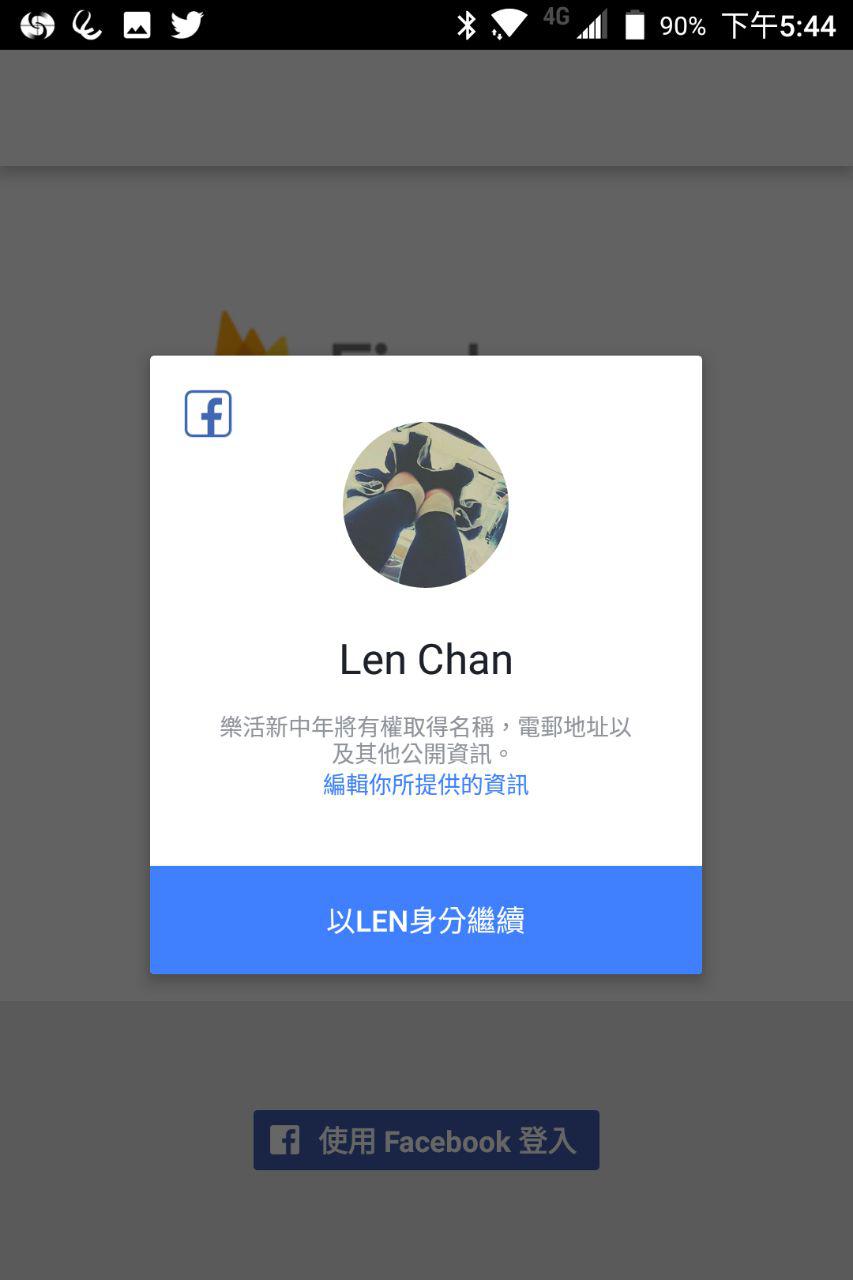 4G 90% 下午5:44
Len Chan
樂活新中年將有權取得名稱，電郵地址以
及其他公開資訊。
編輯你所提供的資訊
以LEN身分繼續
使用 Facebook 登入